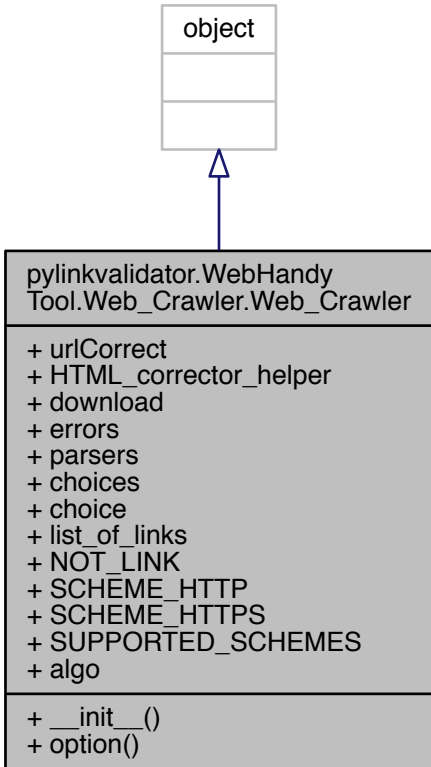 object
pylinkvalidator.WebHandy
Tool.Web_Crawler.Web_Crawler
+ urlCorrect
+ HTML_corrector_helper
+ download
+ errors
+ parsers
+ choices
+ choice
+ list_of_links
+ NOT_LINK
+ SCHEME_HTTP
+ SCHEME_HTTPS
+ SUPPORTED_SCHEMES
+ algo
+ __init__()
+ option()